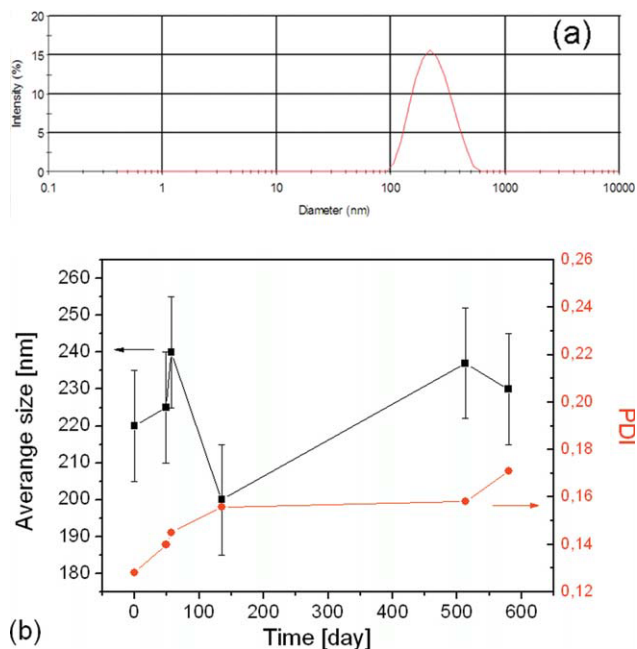 (a)
20
15
10
5
0
Intensity (%)
0.1 1 10 100 1000 10000
Diameter (nm)
260
250
240
230
220
210
200
190
180
Averange size [nm]
0,26
0,24
0,22
0,20
0,18
0,16
0,14
0,12
PDI
0 100 200 300 400 500 600
Time [day]
(b)